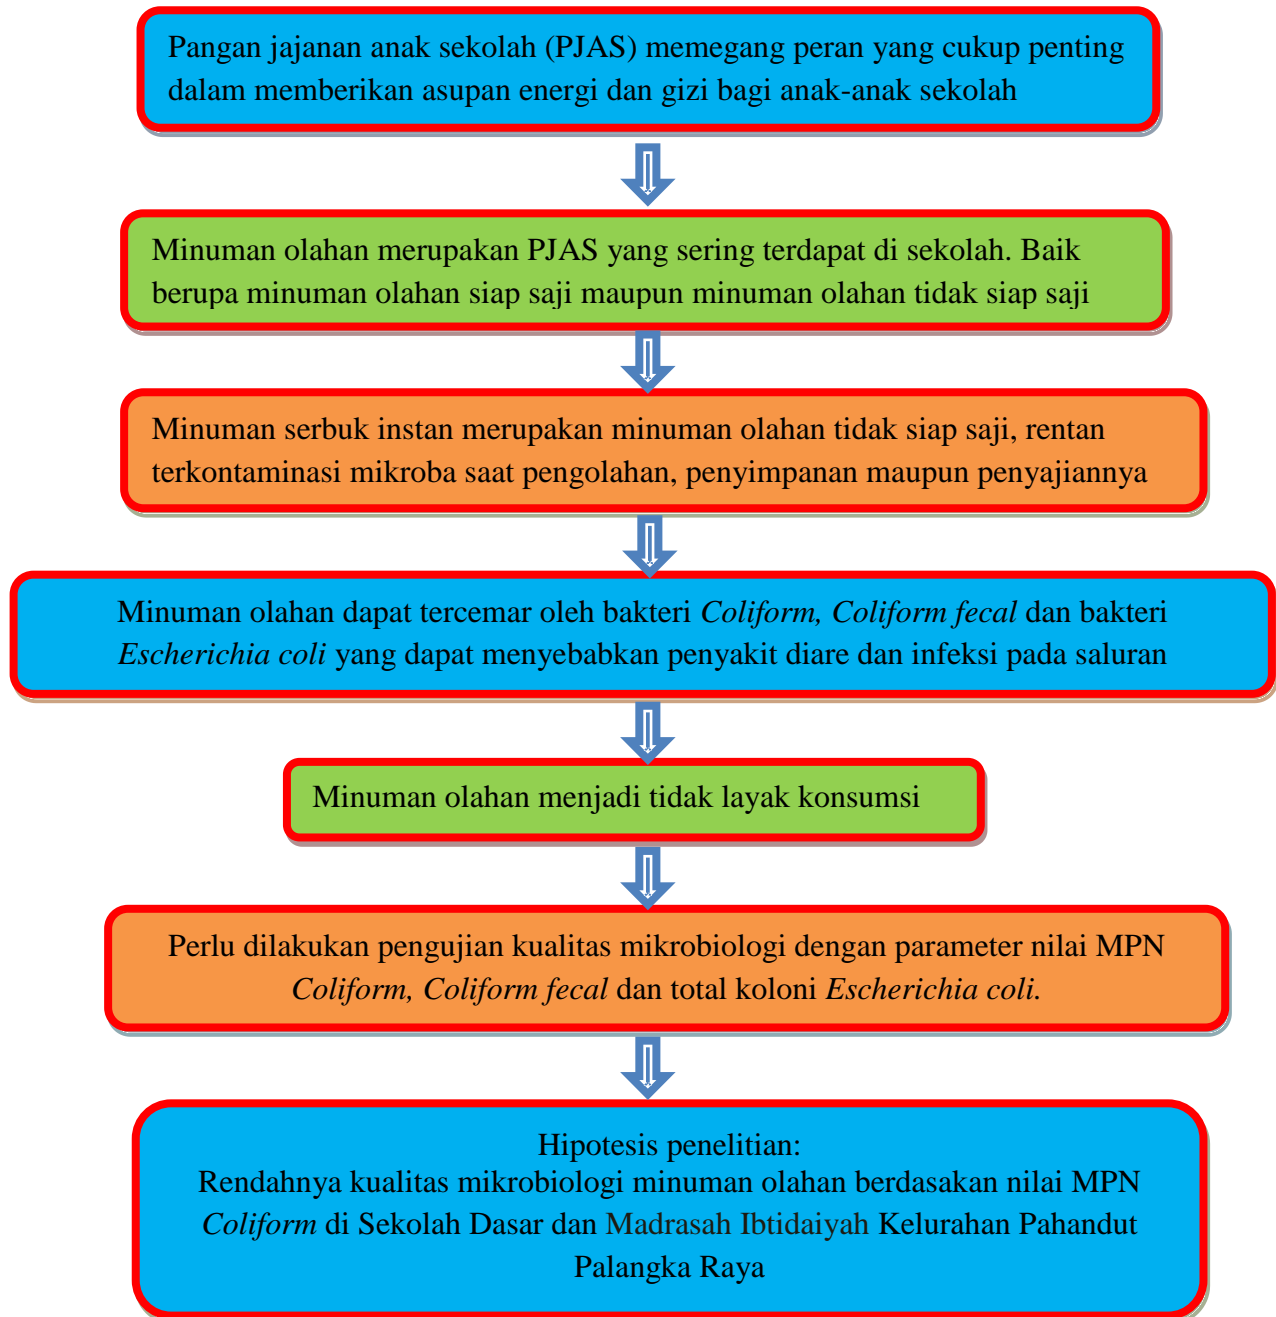 Pangan jajanan anak sekolah (PJAS) memegang peran yang cukup penting
dalam memberikan asupan energi dan gizi bagi anak-anak sekolah
Minuman olahan merupakan PJAS yang sering terdapat di sekolah. Baik
berupa minuman olahan siap saji maupun minuman olahan tidak siap saji
Minuman serbuk instan merupakan minuman olahan tidak siap saji, rentan
terkontaminasi mikroba saat pengolahan, penyimpanan maupun penyajiannya
Minuman olahan dapat tercemar oleh bakteri Coliform, Coliform fecal dan bakteri
Escherichia coli yang dapat menyebabkan penyakit diare dan infeksi pada saluran
Minuman olahan menjadi tidak layak konsumsi
Perlu dilakukan pengujian kualitas mikrobiologi dengan parameter nilai MPN
Coliform, Coliform fecal dan total koloni Escherichia coli.
Hipotesis penelitian:
Rendahnya kualitas mikrobiologi minuman olahan berdasakan nilai MPN
Coliform di Sekolah Dasar dan Madrasah Ibtidaiyah Kelurahan Pahandut
Palangka Raya